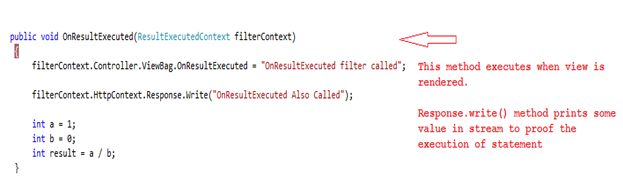 public void OnResultExecuted(ResultExecutedContext filterContext)
{
filterContext.Controller.ViewBag.OnResultExecuted = "OnResultExecuted filter called";
filterContext.HttpContext.Response.Write("OnResultExecuted Also Called");
int a = 1;
int b = 0;
int result = a / b;
}
This method executes when view is
rendered.
Response.write() method prints some
value in stream to proof the
execution of statement